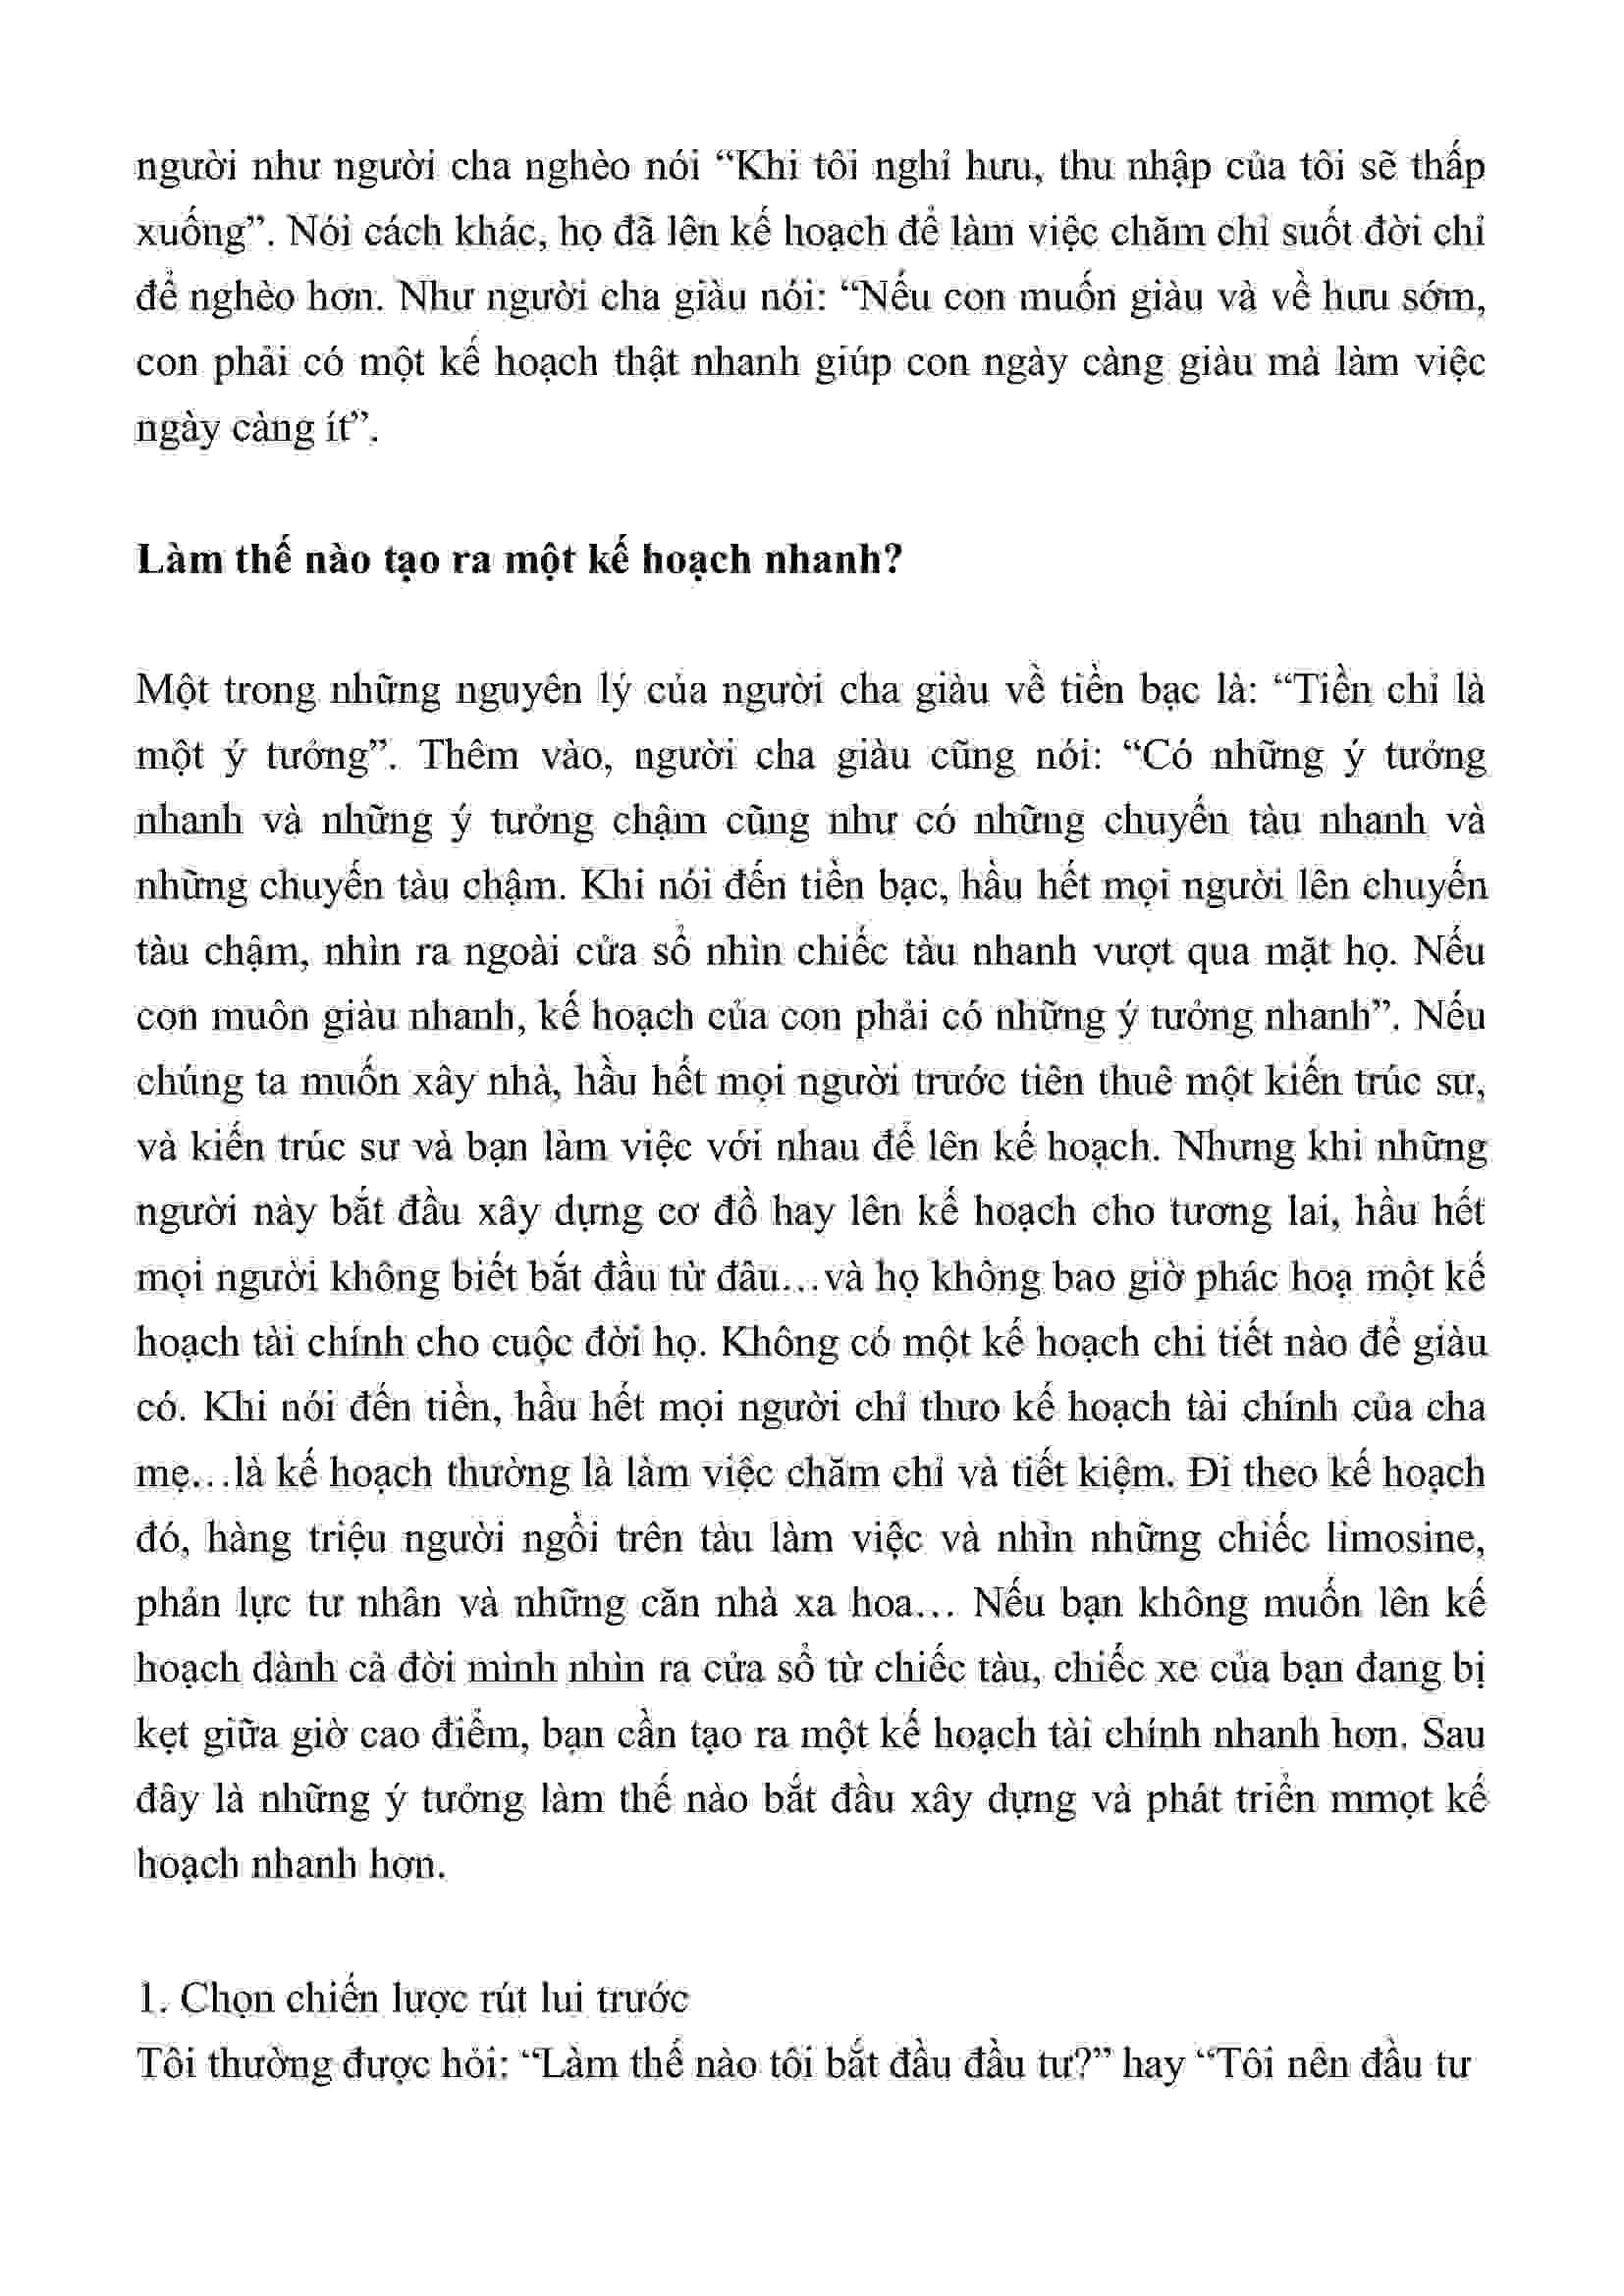 người như người cha nghèo nói “Khi tôi nghỉ hưu, thu nhập của tôi sẽ thấp
xuống”. Nói cách khác, họ đã lên kế hoạch để làm việc chăm chỉ suốt đời chỉ
để nghèo hơn. Như người cha giàu nói: “Nếu con muốn giàu và về hưu sớm,
con phải có một kế hoạch thật nhanh giúp con ngày càng giàu mà làm việc
ngày càng ít”.
Làm thế nào tạo ra một kế hoạch nhanh?
Một trong những nguyên lý của người cha giàu về tiền bạc là: “Tiền chỉ là
một ý tưởng”. Thêm vào, người cha giàu cũng nói: “Có những ý tưởng
nhanh và những ý tưởng chậm cũng như có những chuyến tàu nhanh và
những chuyến tàu chậm. Khi nói đến tiền bạc, hầu hết mọi người lên chuyến
tàu chậm, nhìn ra ngoài cửa sổ nhìn chiếc tàu nhanh vượt qua mặt họ. Nếu
con muôn giàu nhanh, kế hoạch của con phải có những ý tưởng nhanh”. Nếu
chúng ta muốn xây nhà, hầu hết mọi người trước tiên thuê một kiến trúc sư,
và kiến trúc sư và bạn làm việc với nhau để lên kế hoạch. Nhưng khi những
người này bắt đầu xây dựng cơ đồ hay lên kế hoạch cho tương lai, hầu hết
mọi người không biết bắt đầu từ đâu…và họ không bao giờ phác hoạ một kế
hoạch tài chính cho cuộc đời họ. Không có một kế hoạch chi tiết nào để giàu
có. Khi nói đến tiền, hầu hết mọi người chỉ thưo kế hoạch tài chính của cha
mẹ…là kế hoạch thường là làm việc chăm chỉ và tiết kiệm. Đi theo kế hoạch
đó, hàng triệu người ngồi trên tàu làm việc và nhìn những chiếc limosine,
phản lực tư nhân và những căn nhà xa hoa… Nếu bạn không muốn lên kế
hoạch dành cả đời mình nhìn ra cửa sổ từ chiếc tàu, chiếc xe của bạn đang bị
kẹt giữa giờ cao điểm, bạn cần tạo ra một kế hoạch tài chính nhanh hơn. Sau
đây là những ý tưởng làm thế nào bắt đầu xây dựng và phát triển mmọt kế
hoạch nhanh hơn.
1. Chọn chiến lược rút lui trước
Tôi thường được hỏi: “Làm thế nào tôi bắt đầu đầu tư?” hay “Tôi nên đầu tư